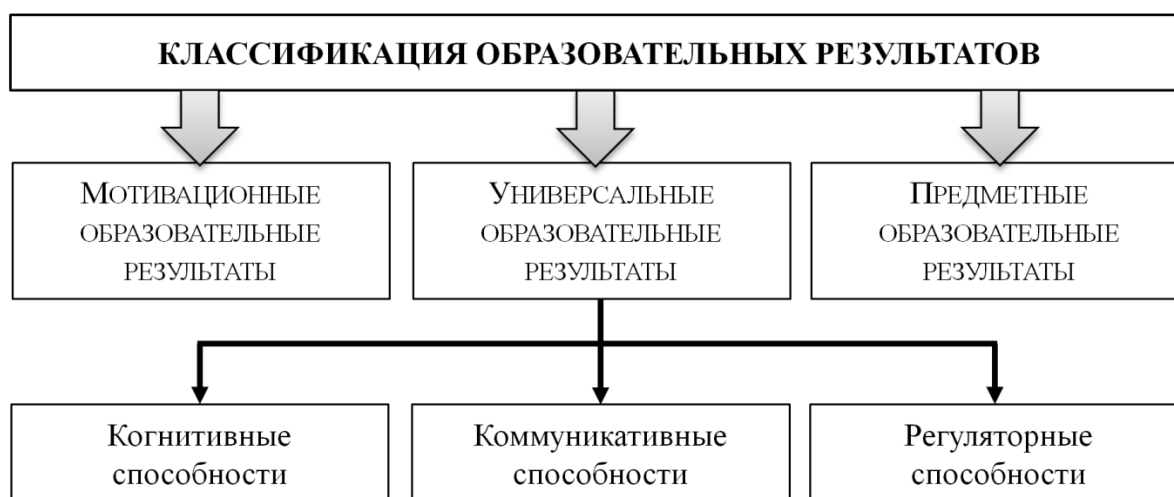 КЛАССИФИКАЦИЯ ОБРАЗОВАТЕЛЬНЫХ РЕЗУЛЬТАТОВ
МОТИВАЦИОННЫЕ
ОБРАЗОВАТЕЛЬНЫЕ
РЕЗУЛЬТАТЫ
УНИВЕРСАЛЬНЫЕ
ОБРАЗОВАТЕЛЬНЫЕ
РЕЗУЛЬТАТЫ
ПРЕДМЕТНЫЕ
ОБРАЗОВАТЕЛЬНЫЕ
РЕЗУЛЬТАТЫ
Когнитивные
способности
Коммуникативные
способности
Регуляторные
способности